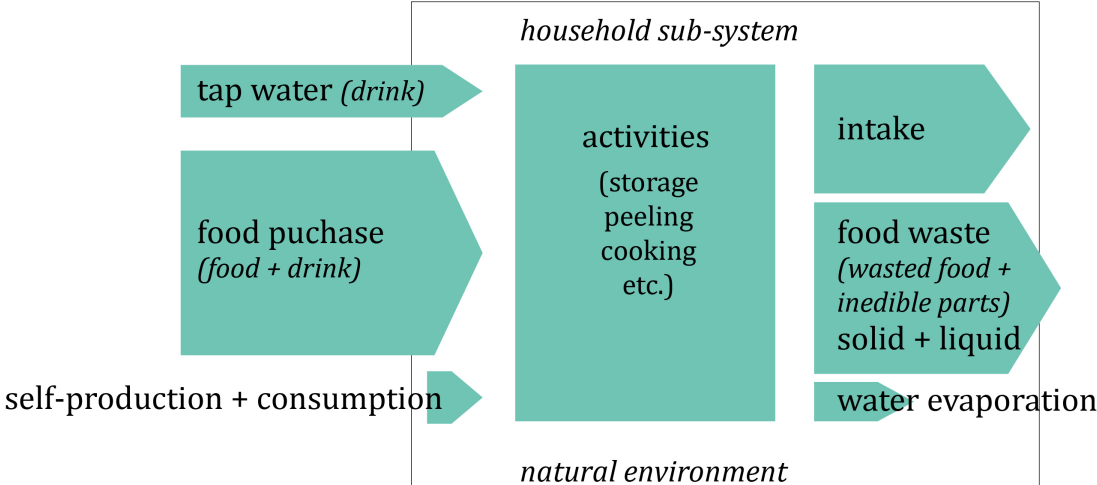 household sub-system
tap water (drink)
food puchase
(food + drink)
self-production + consumption
activities
(storage
peeling
cooking
etc.)
intake
food waste
(wasted food +
inedible parts)
solid + liquid
water evaporation
natural environment